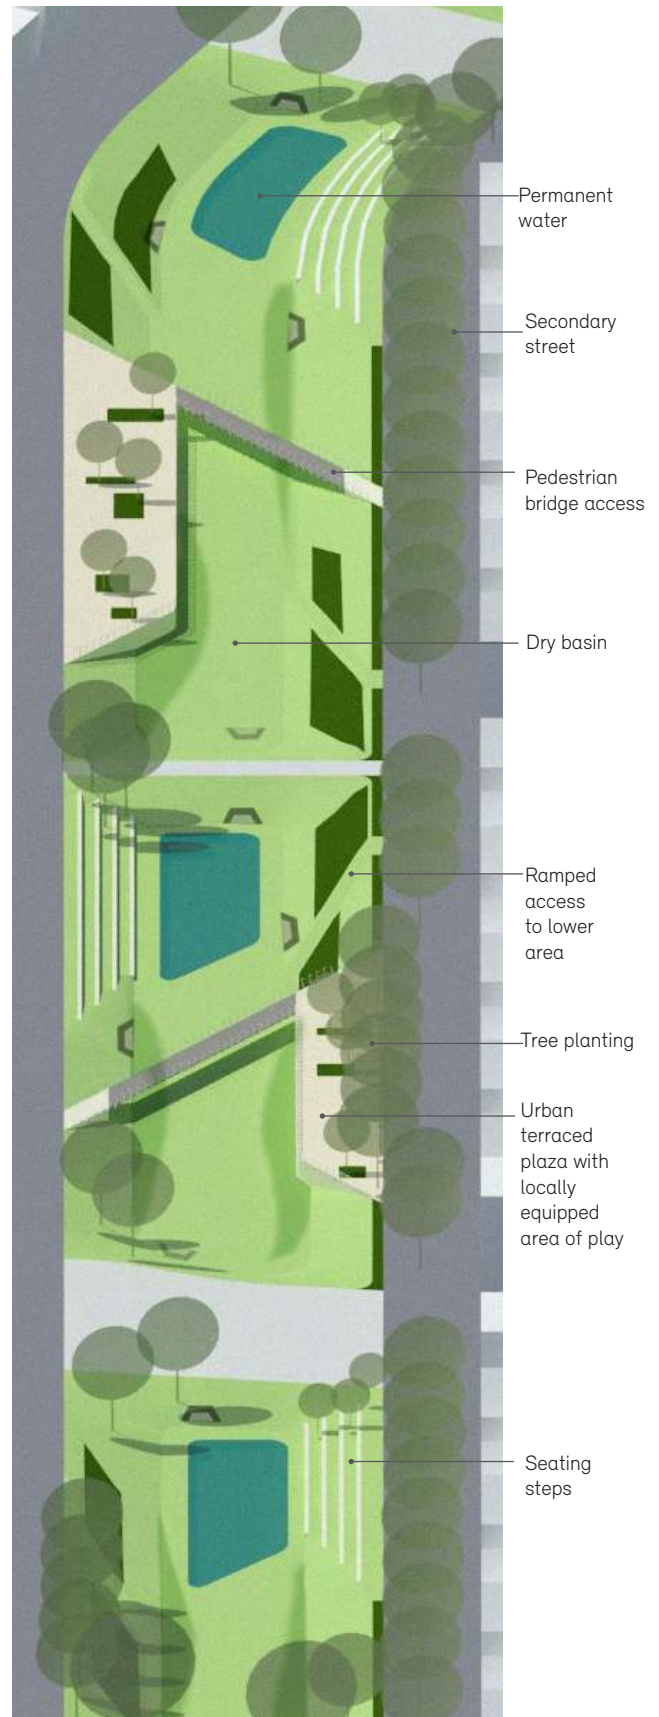 Permanent
water
Secondary
street
Pedestrian
bridge access
Dry basin
Ramped
access
to lower
area
Tree planting
Urban
terraced
plaza with
locally
equipped
area of play
Seating
steps